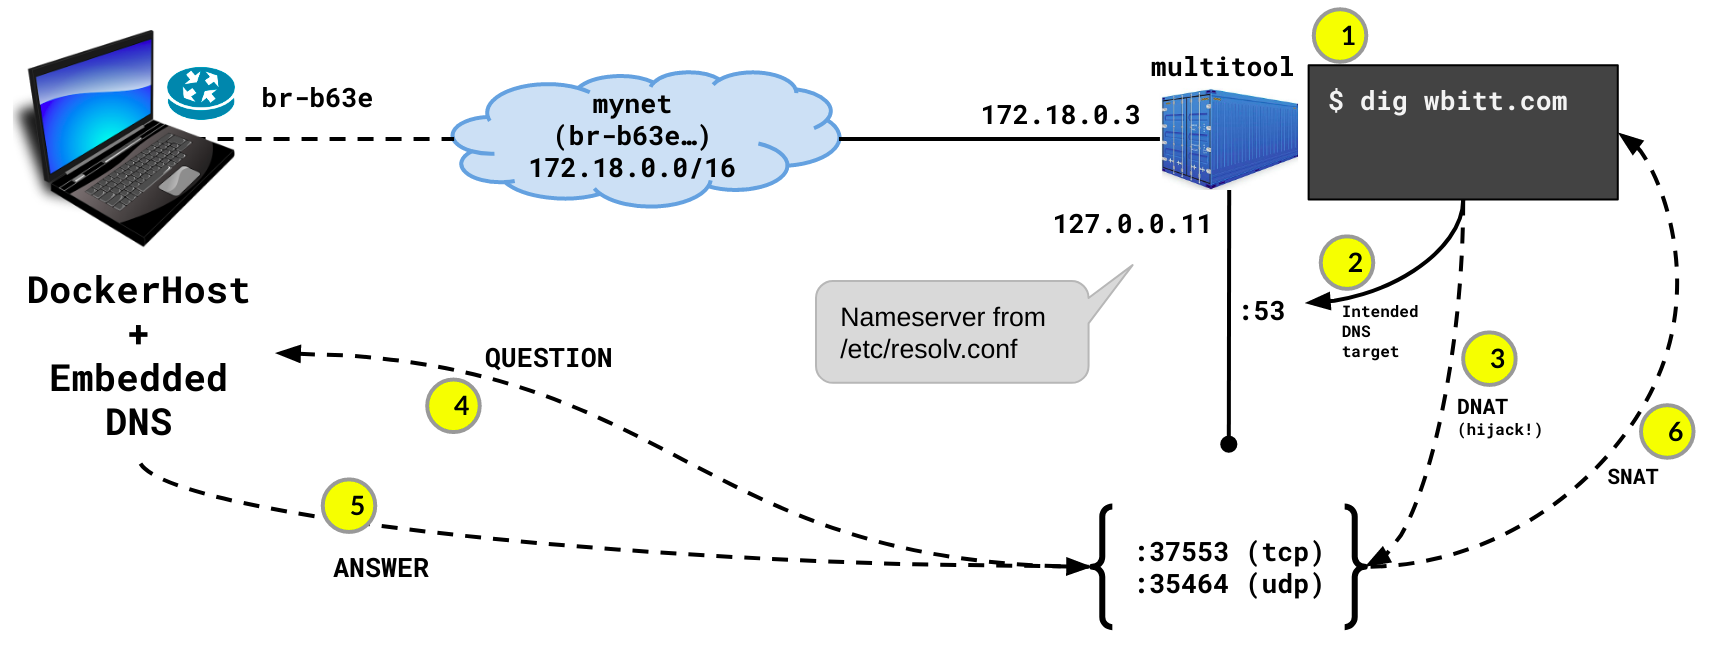 1
multitool
$ dig wbitt.com
br-b63e
mynet
(br-b63e…)
172.18.0.0/16
172.18.0.3
127.0.0.11
2
:53
Intended
DNS
target
Nameserver from
/etc/resolv.conf
DockerHost
+
Embedded
DNS
QUESTION
4
3
DNAT
(hijack!)
6
SNAT
5
ANSWER
:37553 (tcp)
:35464 (udp)